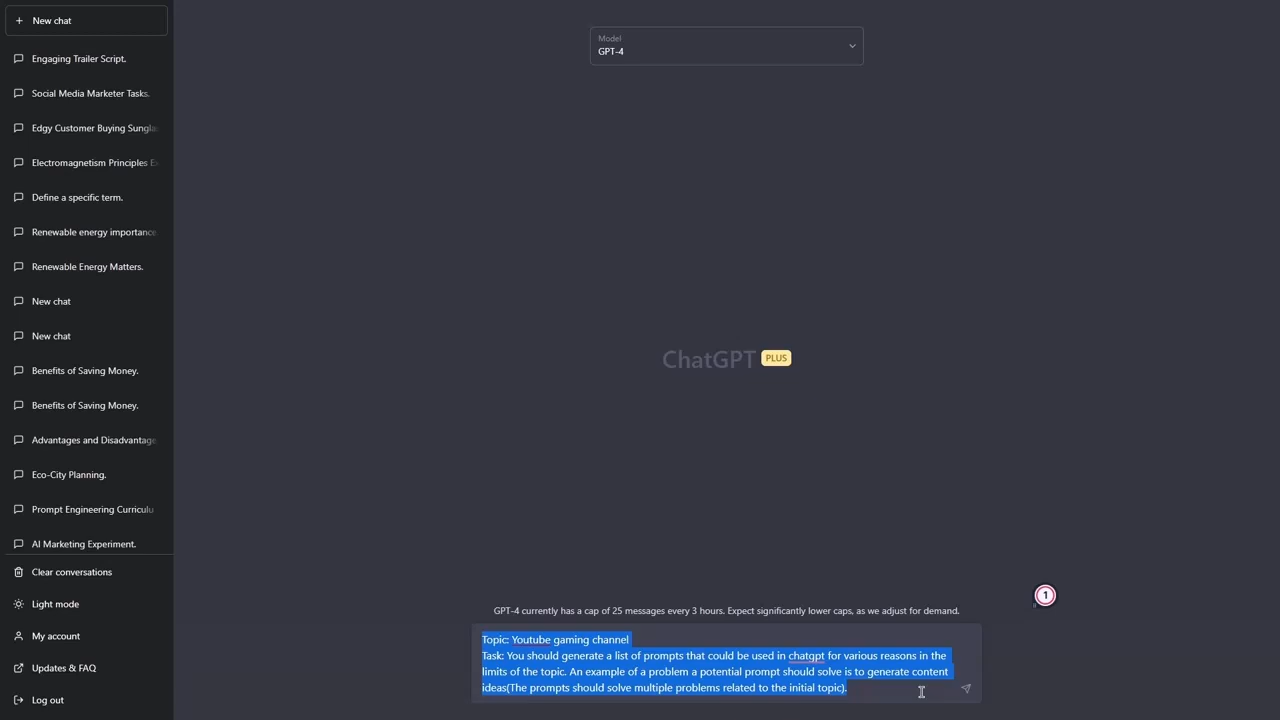 New chat
Engaging Trailer Script.
Social Media Marketer Tasks.
Edgy Customer Buying Sungla
Electromagnetism Principles Ex
Define a specific term.
Renewable energy importance.
Renewable Energy Matters.
New chat
New chat
Benefits of Saving Money.
Benefits of Saving Money.
Advantages and Disadvantage
Eco-City Planning.
Prompt Engineering Curriculu
AI Marketing Experiment.
Clear conversations
Light mode
My account
Updates & FAQ
Log out
Model
GPT-4
ChatGPT PLUS
GPT-4 currently has a cap of 25 messages every 3 hours. Expect significantly lower caps, as we adjust for demand.
1
Topic: Youtube gaming channel
Task: You should generate a list of prompts that could be used in chatgpt for various reasons in the
limits of the topic. An example of a problem a potential prompt should solve is to generate content
ideas(The prompts should solve multiple problems related to the initial topic).